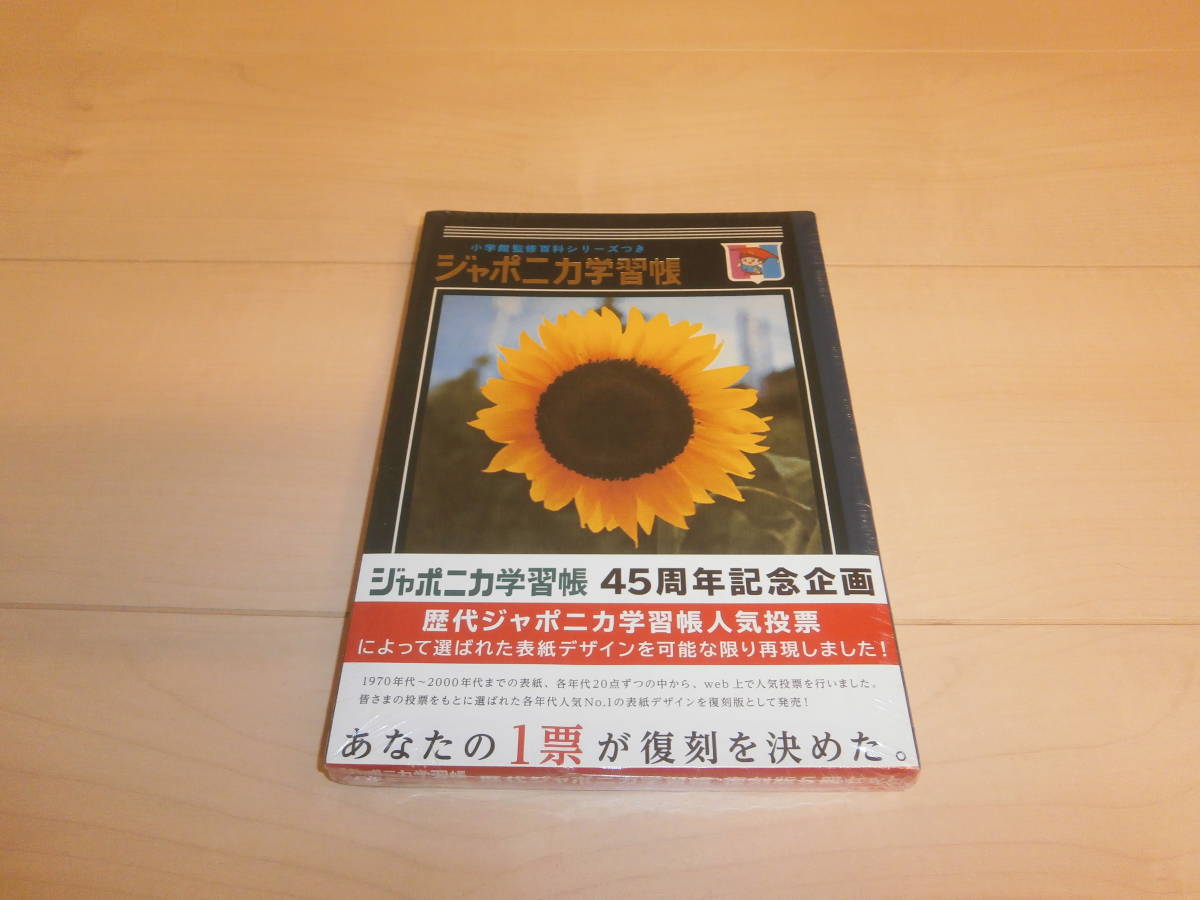 小学館監修百科シリーズつき
ジャポニカ学習帳
ジャポニカ学習帳 45周年記念企画
歴代ジャポニカ学習帳人気投票
によって選ばれた表紙デザインを可能な限り再現しました!
1970年代~2000年代までの表紙、各年代20点ずつの中から、web上で人気投票を行いました。
皆さまの投票をもとに選ばれた各年代人気No.1の表紙デザインを復刻版として発売!
あなたの1票が復刻を決めた。
ジャポニカ学習帳